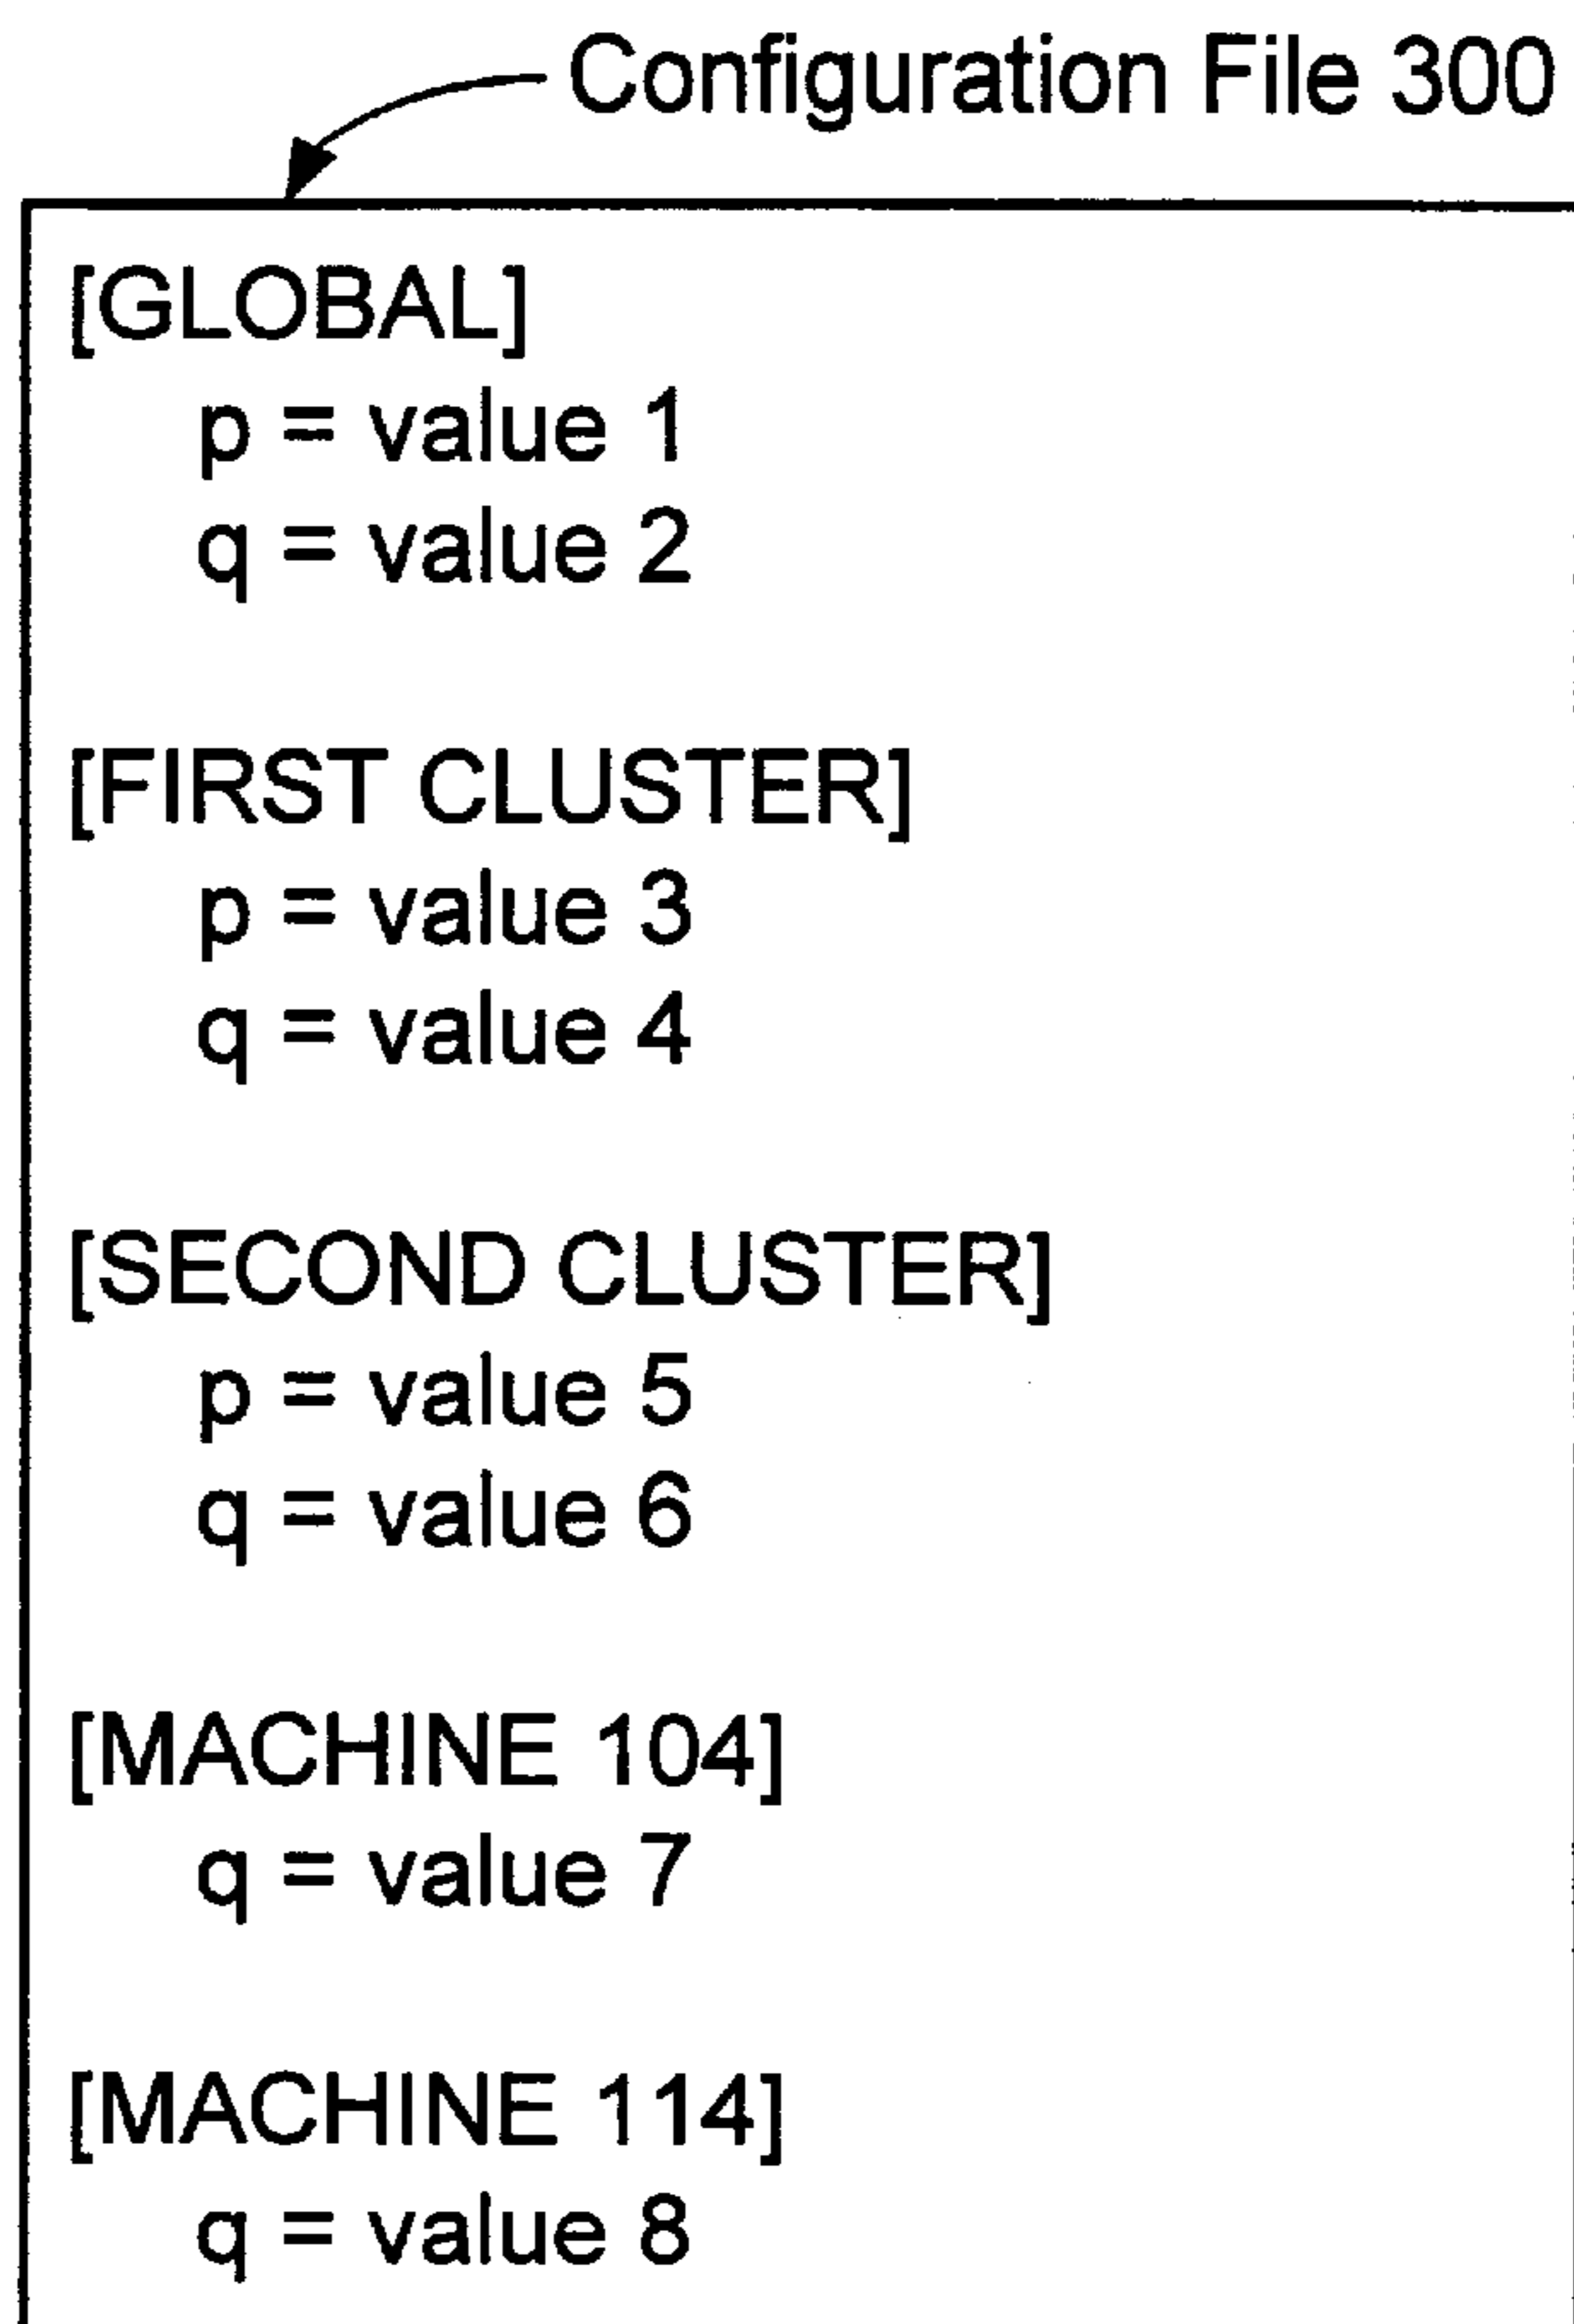 Configuration File 300
[GLOBAL]
p = value 1
q = value 2
[FIRST CLUSTER]
p = value 3
q = value 4
[SECOND CLUSTER]
p = value 5
q = value 6
[MACHINE 104]
q = value 7
[MACHINE 114]
q = value 8